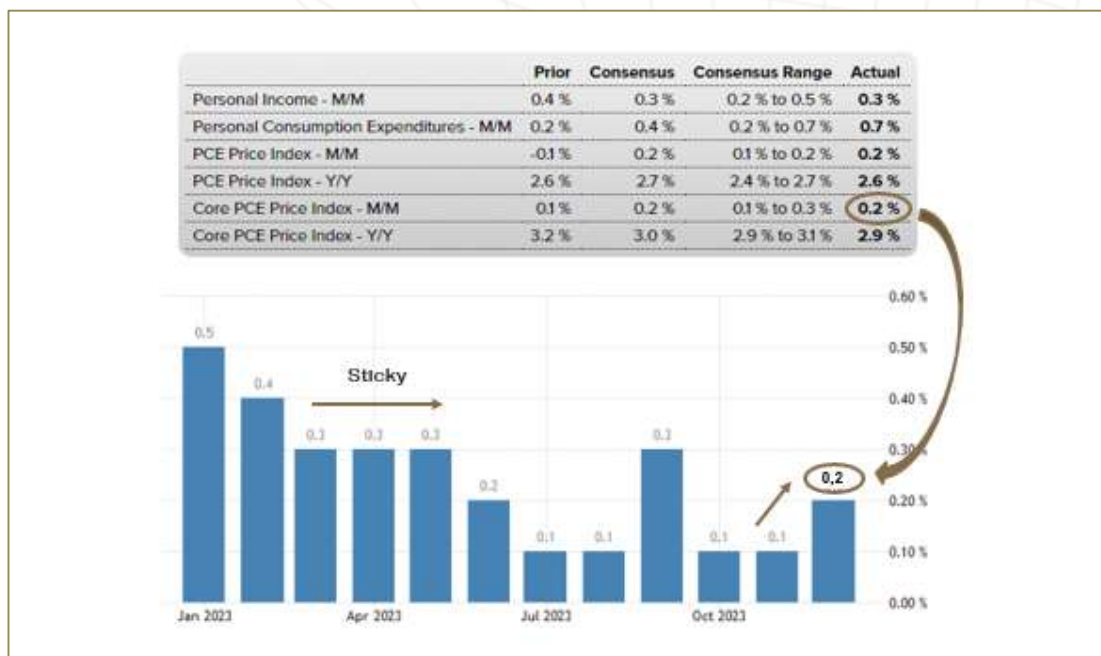 Prior Consensus Consensus Range Actual
Personal Income - M/M 0.4 % 0.3 % 0.2 % to 0.5 % 0.3 %
Personal Consumption Expenditures - M/M 0.2 % 0.4 % 0.2 % to 0.7 % 0.7 %
PCE Price Index - M/M -0.1 % 0.2 % 0.1 % to 0.2 % 0.2 %
PCE Price Index - Y/Y 2.6 % 2.7 % 2.4 % to 2.7 % 2.6 %
Core PCE Price Index - M/M 0.1 % 0.2 % 0.1 % to 0.3 % 0.2 %
Core PCE Price Index - Y/Y 3.2 % 3.0 % 2.9 % to 3.1 % 2.9 %
0.60 %
0.5
0.50 %
Sticky
0.4
0.40 %
0.3 0.3 0.3 0.3
0.30 %
0,2
0.2
0.20 %
0.1 0.1 0.1 0.1
0.10 %
0.00 %
Jan 2023 Apr 2023 Jul 2023 Oct 2023